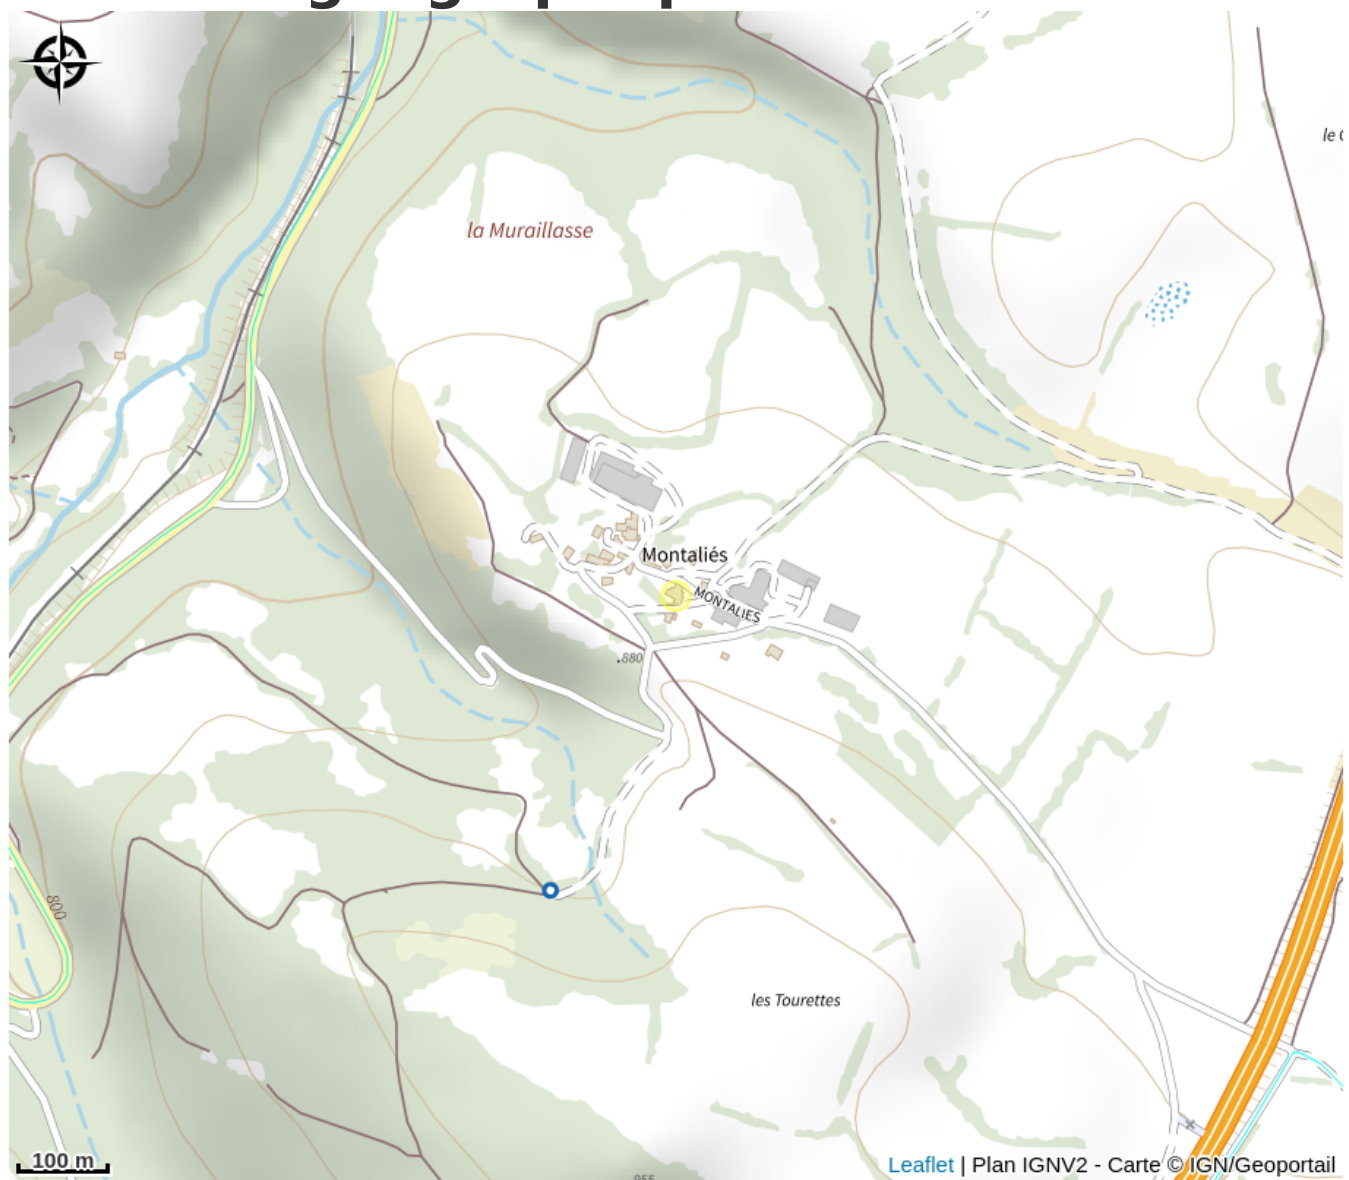 la Muraillasse
Montaliés
MONTALIES
.880
800
les Tourettes
100 m
Leaflet | Plan IGNV2 - Carte © IGN/Geoportail